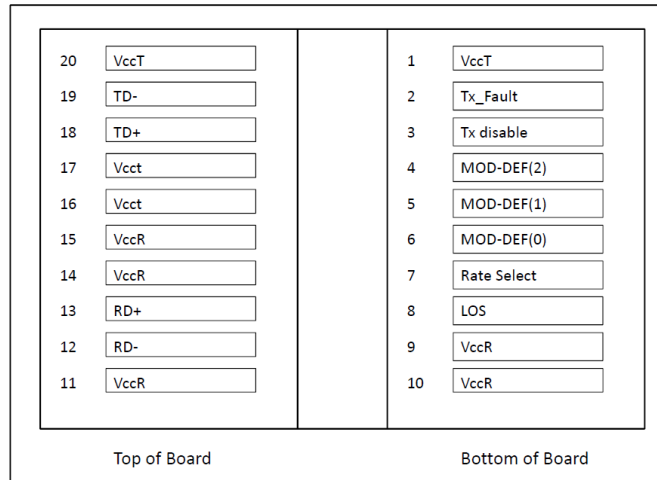 20 VccT 1 VccT
19 TD- 2 Tx_Fault
18 TD+ 3 Tx disable
17 Vcct 4 MOD-DEF(2)
16 Vcct 5 MOD-DEF(1)
15 VccR 6 MOD-DEF(0)
14 VccR 7 Rate Select
13 RD+ 8 LOS
12 RD- 9 VccR
11 VccR 10 VccR
Top of Board Bottom of Board